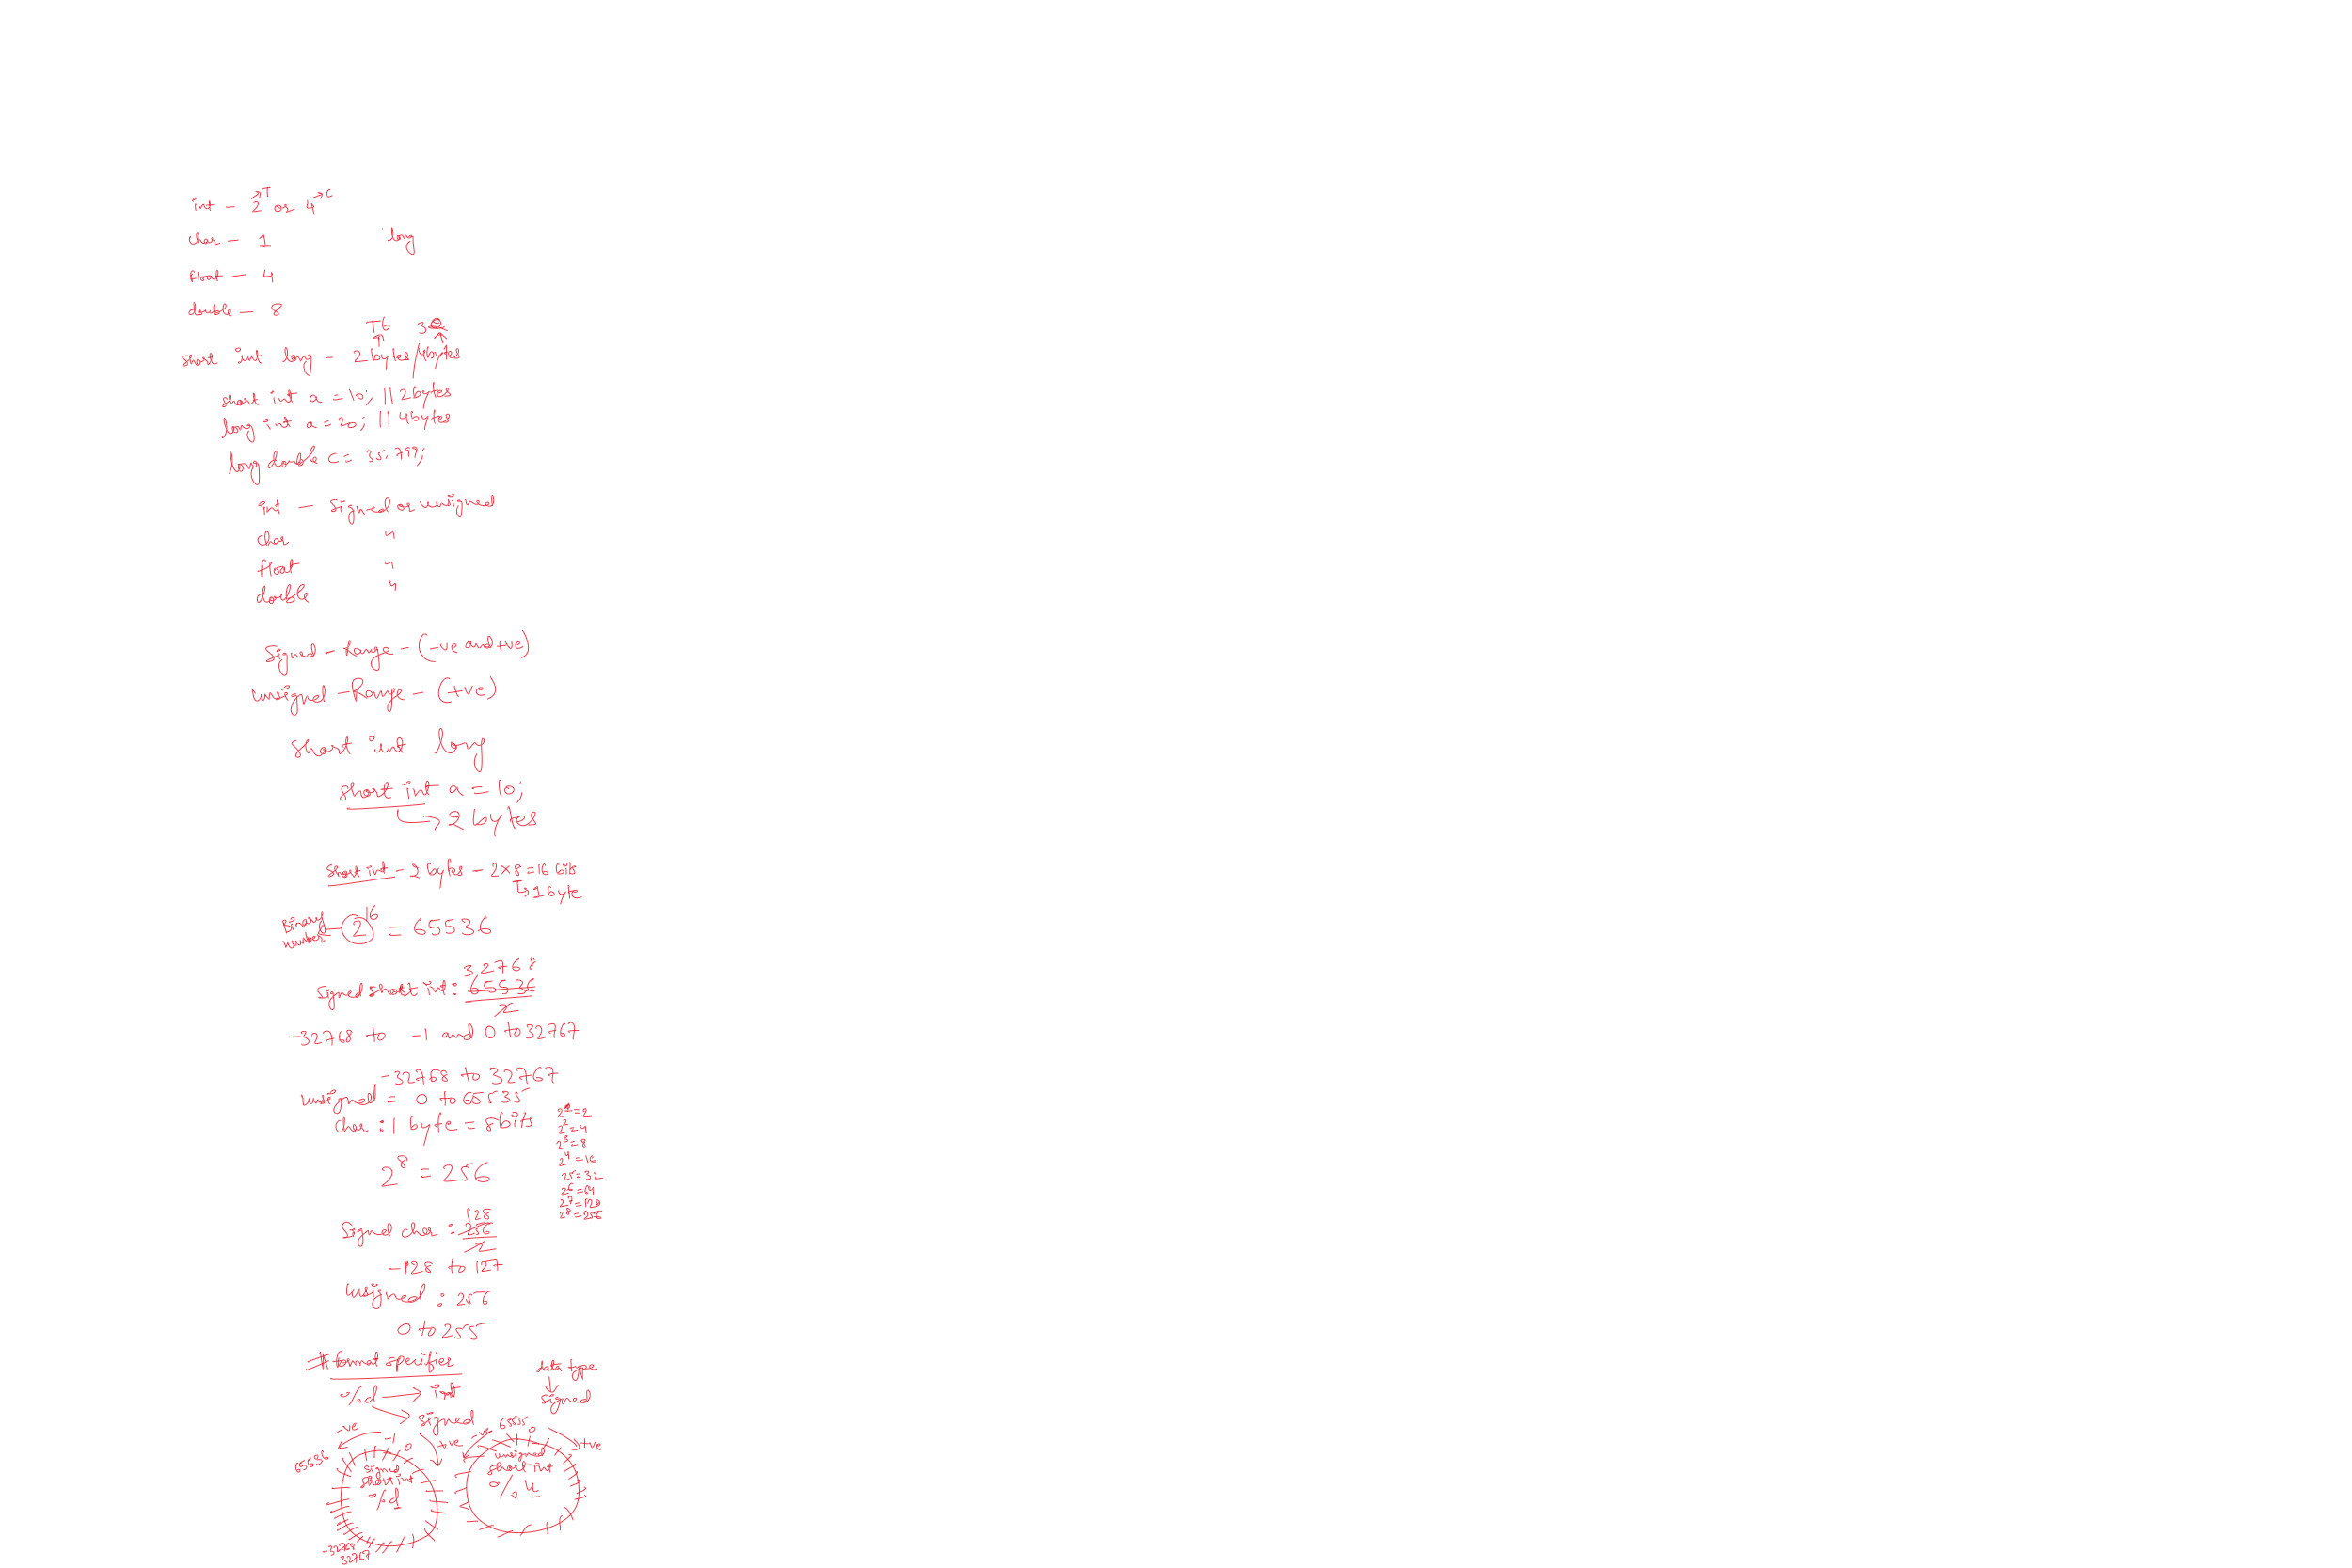 int – 2 →T or 4 →C
char – 1
long
float – 4
double – 8
T6
short int long – 2 bytes/4bytes
short int a = 10; || 2bytes
long int a = 20; || 4bytes
long double c = 35.799;
int – signed or unsigned
char "
float "
double "
Signed – Range – (-ve and +ve)
unsigned – Range – (+ve)
short int long
short int a = 10;
→ 2 bytes
short int – 2 bytes – 2×8 = 16 bits
→ 1 byte
Binary number – 2^16 = 65536
32768
Signed short int : 65536
2
-32768 to -1 and 0 to 32767
-32768 to 32767
unsigned = 0 to 65535
char : 1 byte = 8bits
2^1 = 2
2^2 = 4
2^3 = 8
2^4 = 16
2^5 = 32
2^6 = 64
2^7 = 128
2^8 = 256
2^8 = 256
128
Signed char : 256
2
-128 to 127
unsigned : 256
0 to 255
# format specifier
data type
%d → int
signed
→ signed
-ve -1 0 +ve
65536
signed
short int
%d
-32768
32767
-ve 65535 0 +ve
unsigned
short int
%u